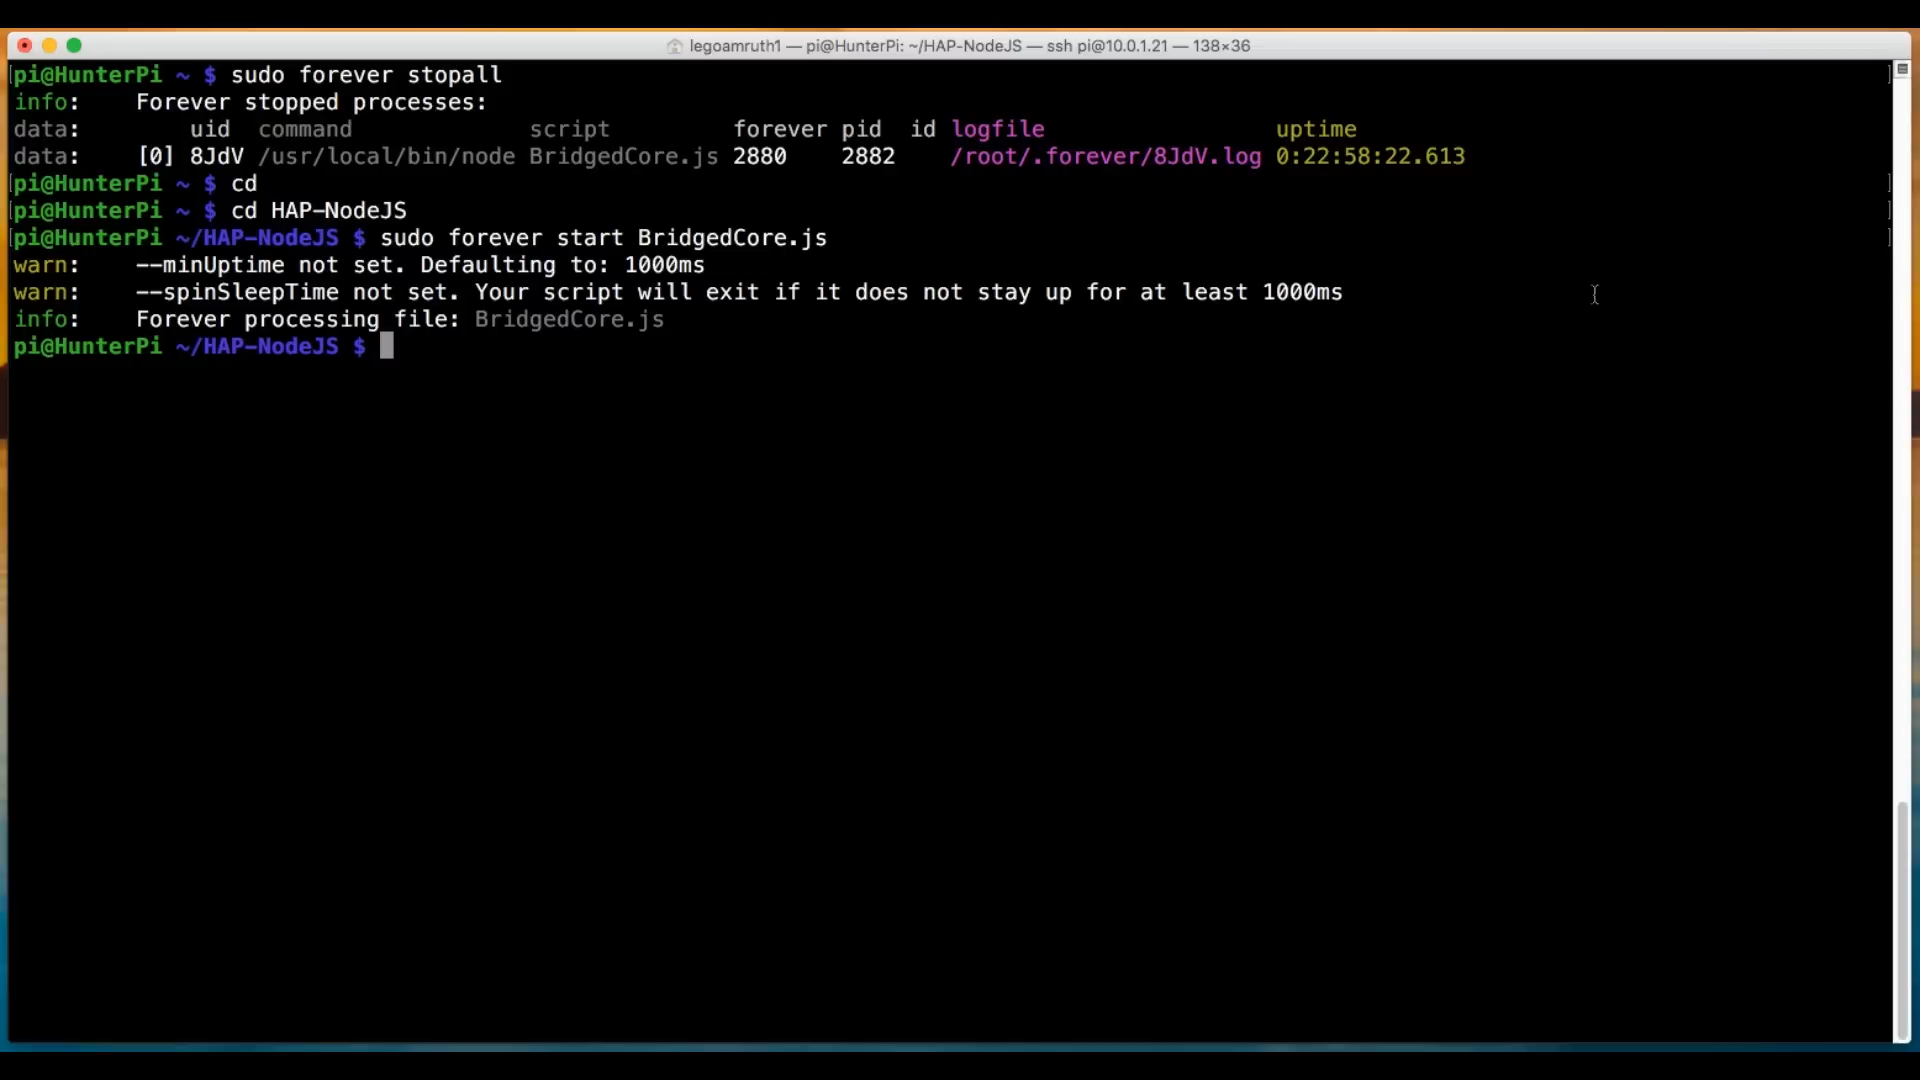 legoamruth1 — pi@HunterPi: ~/HAP-NodeJS — ssh pi@10.0.1.21 — 138×36
pi@HunterPi ~ $ sudo forever stopall
info:    Forever stopped processes:
data:        uid  command             script         forever pid  id logfile                 uptime
data:    [0] 8JdV /usr/local/bin/node BridgedCore.js 2880    2882    /root/.forever/8JdV.log 0:22:58:22.613
pi@HunterPi ~ $ cd
pi@HunterPi ~ $ cd HAP-NodeJS
pi@HunterPi ~/HAP-NodeJS $ sudo forever start BridgedCore.js
warn:    --minUptime not set. Defaulting to: 1000ms
warn:    --spinSleepTime not set. Your script will exit if it does not stay up for at least 1000ms
info:    Forever processing file: BridgedCore.js
pi@HunterPi ~/HAP-NodeJS $